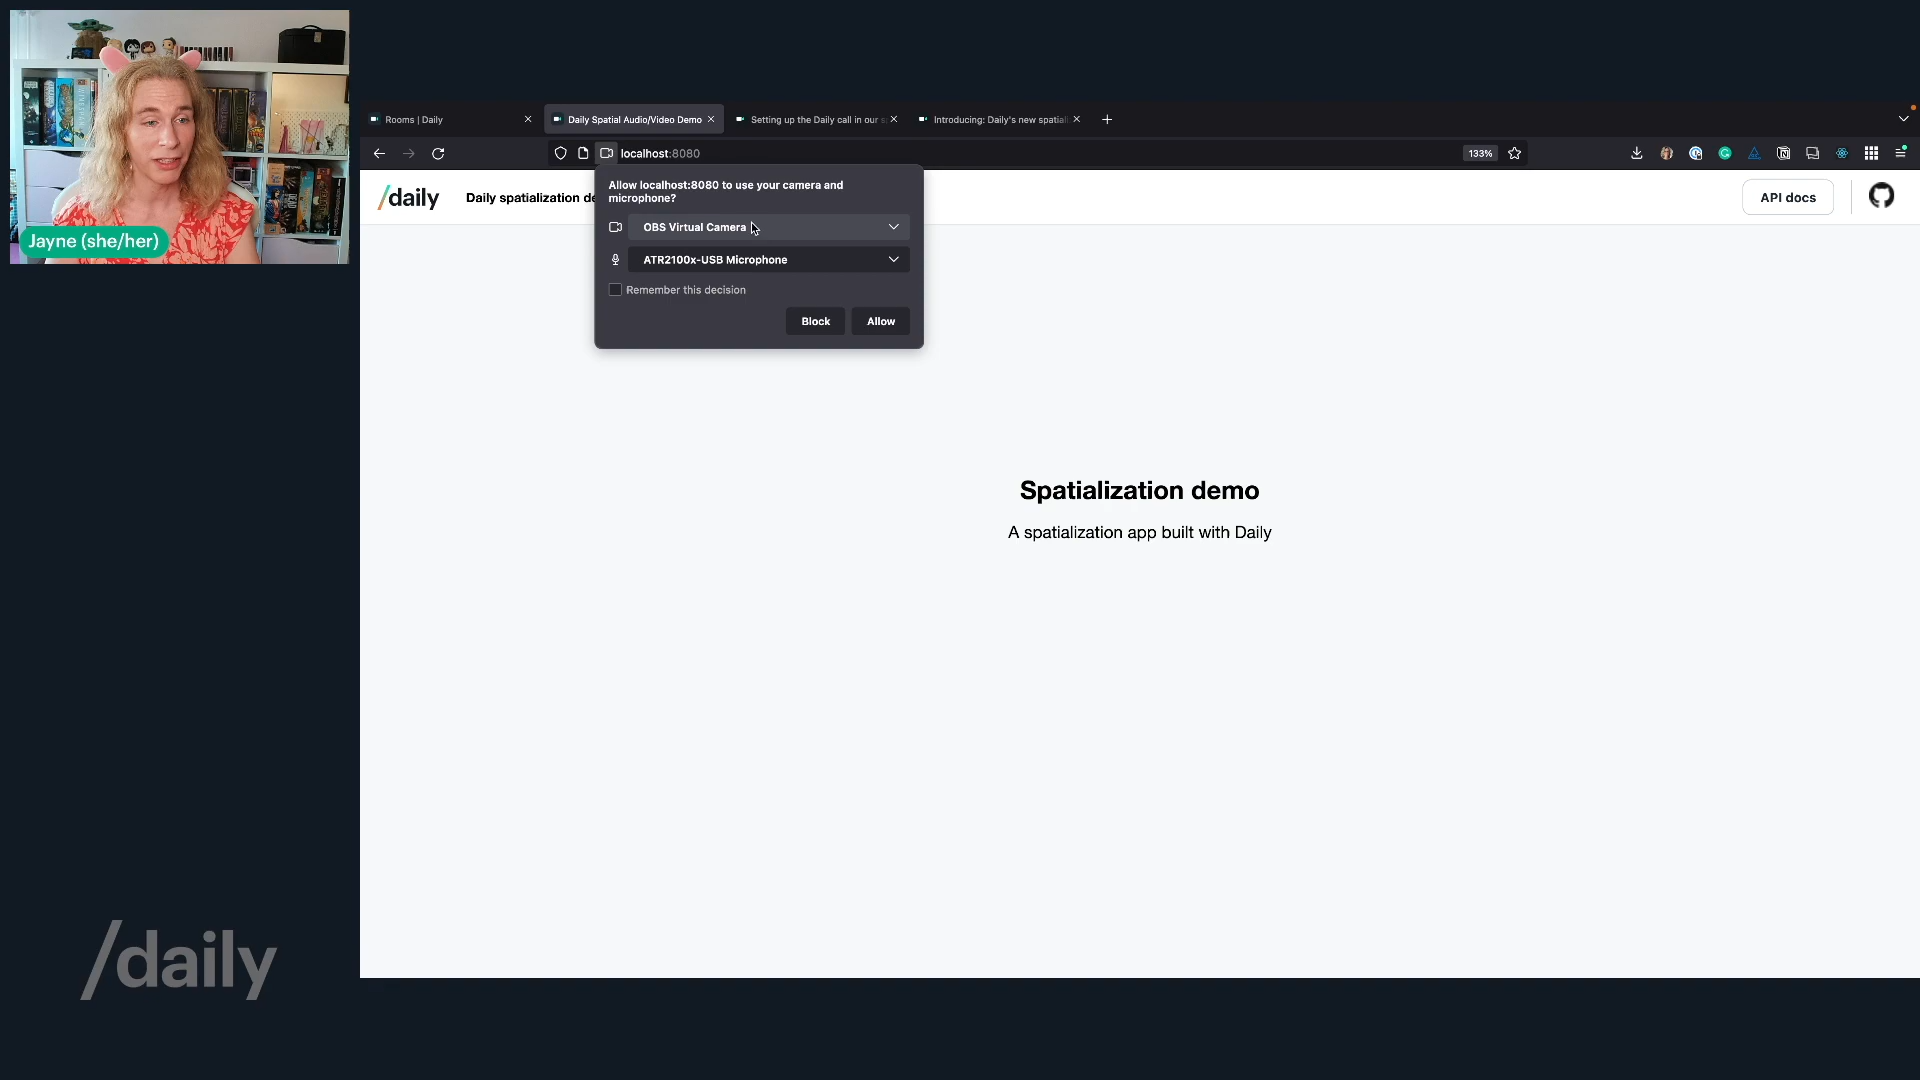 Jayne (she/her)
Rooms | Daily
Daily Spatial Audio/Video Demo
Setting up the Daily call in our s
Introducing: Daily's new spatial
localhost:8080
133%
/daily
Daily spatialization de
API docs
Allow localhost:8080 to use your camera and
microphone?
OBS Virtual Camera
ATR2100x-USB Microphone
Remember this decision
Block
Allow
Spatialization demo
A spatialization app built with Daily
/daily